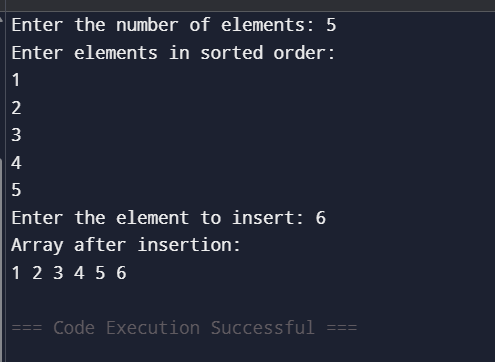 Enter the number of elements: 5
Enter elements in sorted order:
1
2
3
4
5
Enter the element to insert: 6
Array after insertion:
1 2 3 4 5 6
=== Code Execution Successful ===